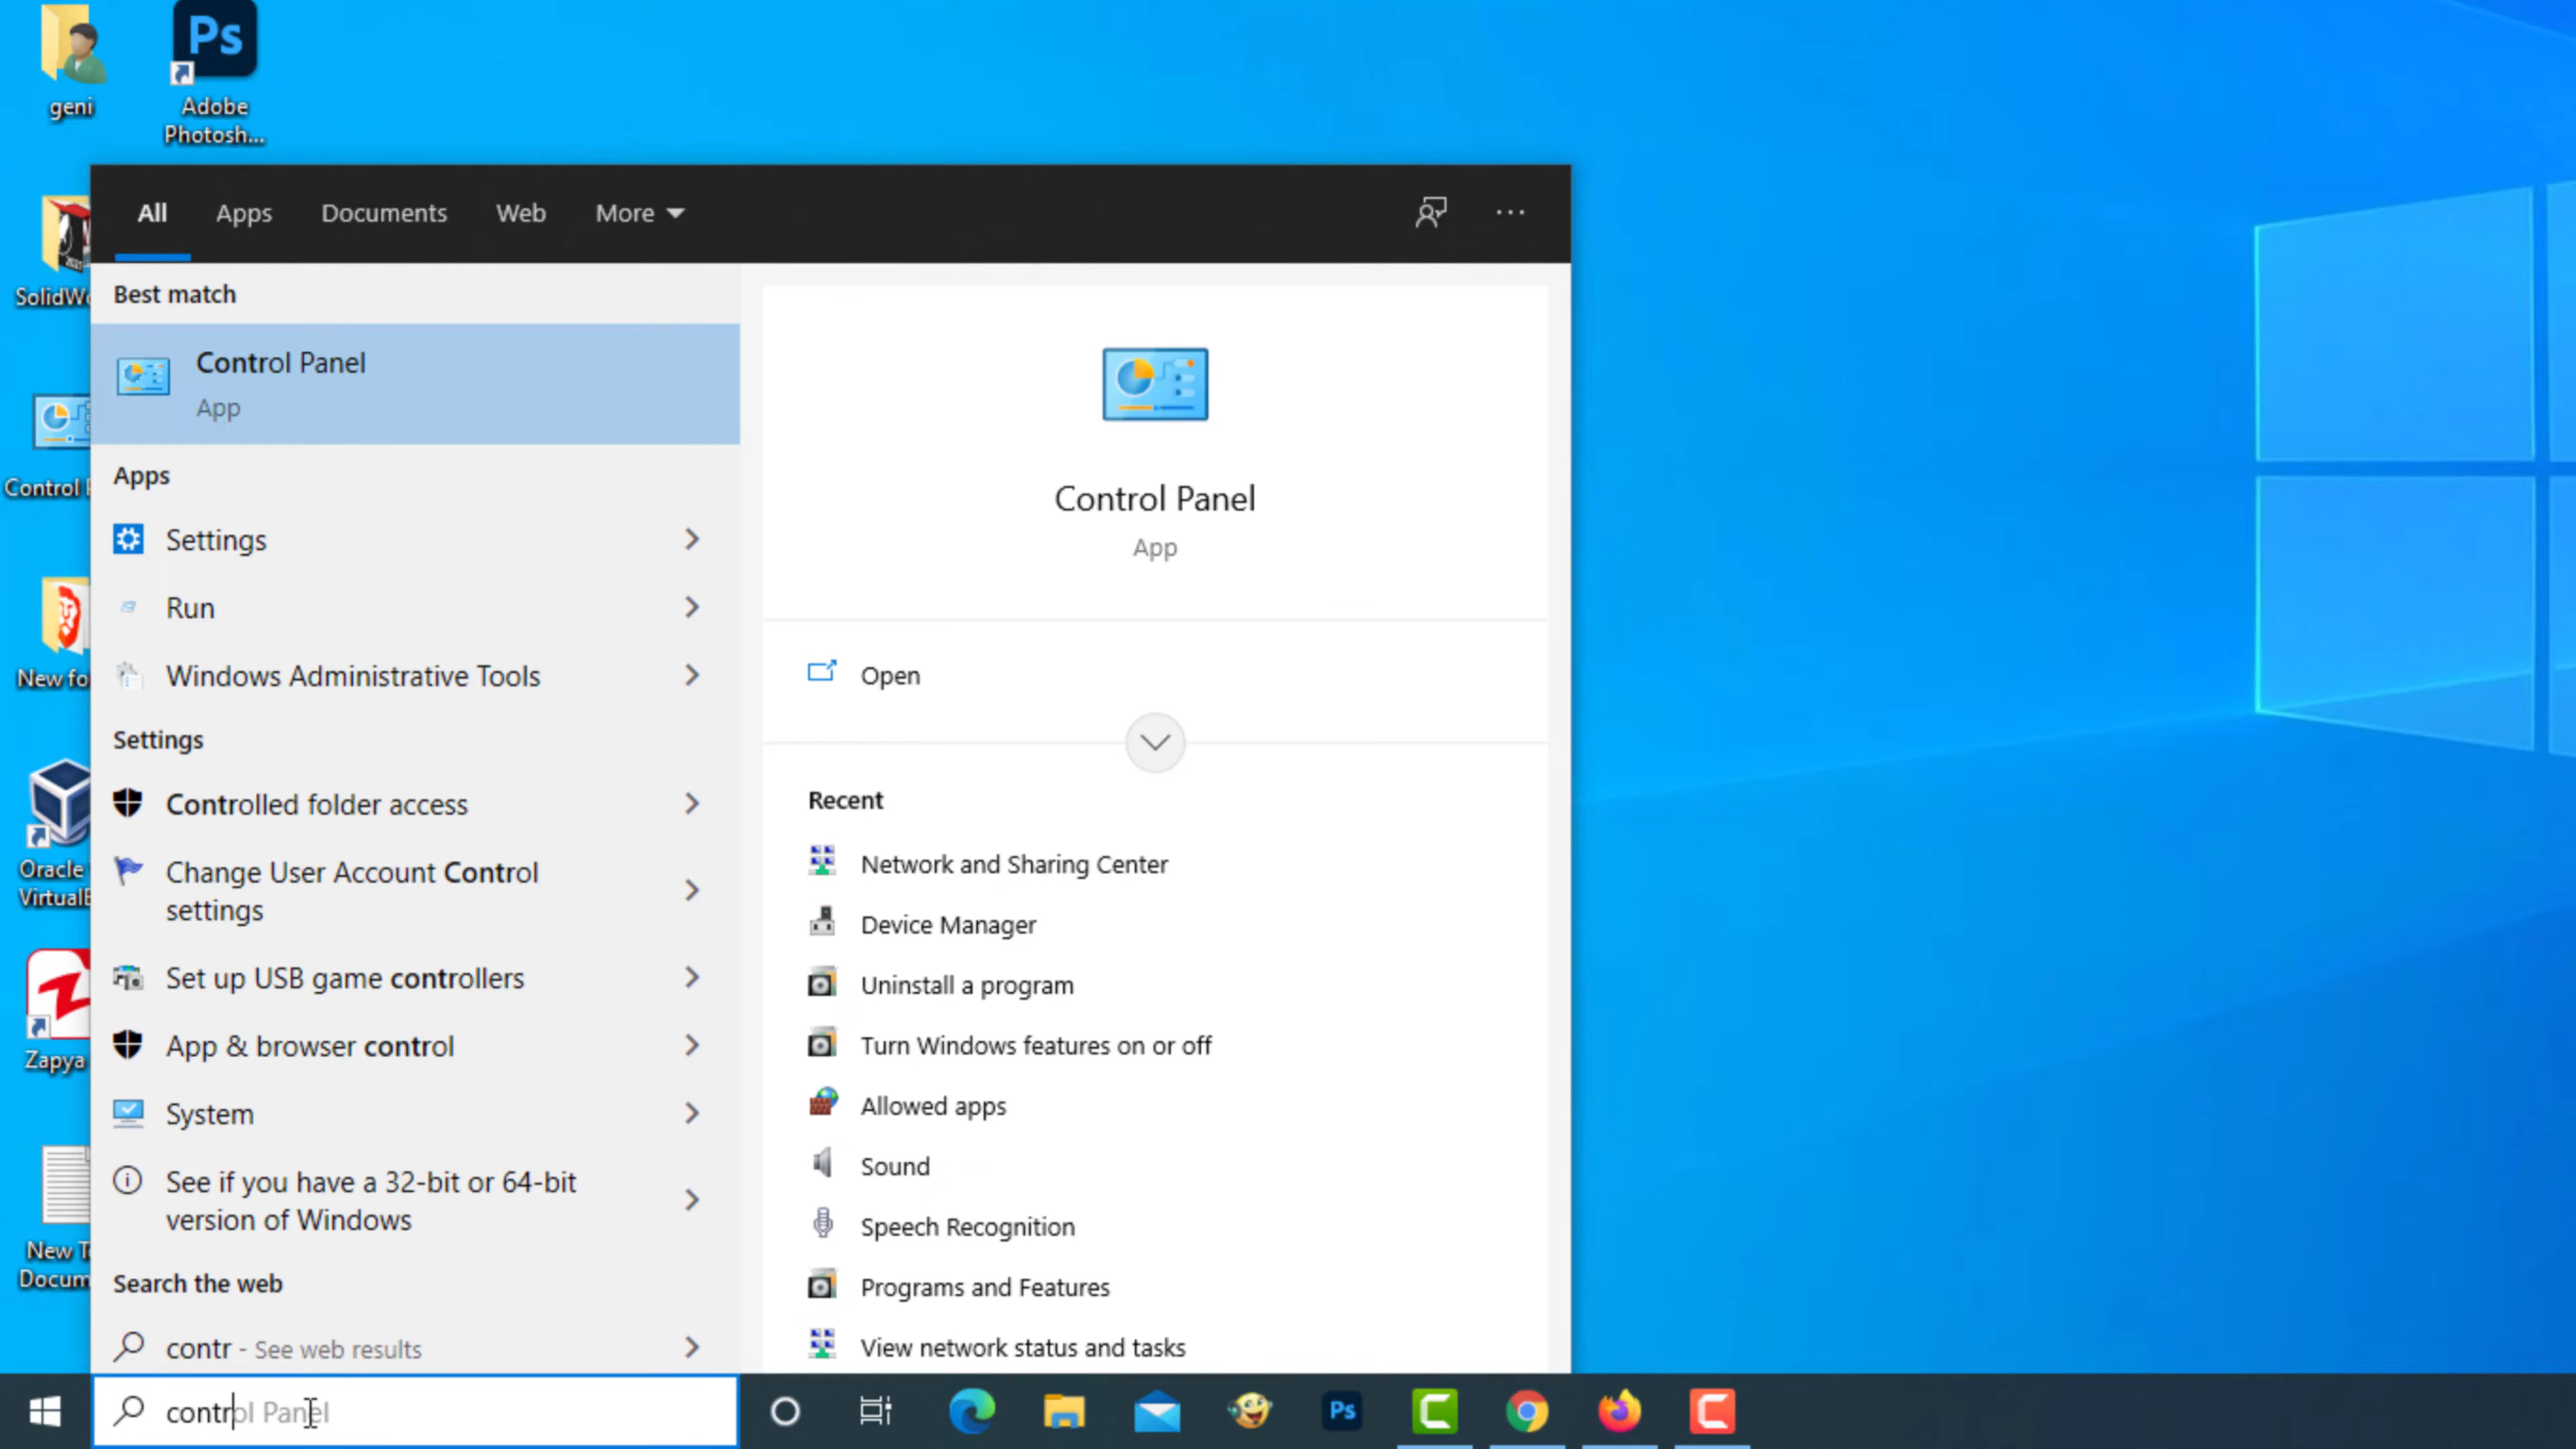 geni
Ps
Adobe
Photosh...
SolidWo
Control P
New fo
Oracle
VirtualB
Zapya
New T
Docum
All Apps Documents Web More
Best match
Control Panel
App
Apps
Settings
Run
Windows Administrative Tools
Settings
Controlled folder access
Change User Account Control
settings
Set up USB game controllers
App & browser control
System
See if you have a 32-bit or 64-bit
version of Windows
Search the web
contr - See web results
Control Panel
App
Open
Recent
Network and Sharing Center
Device Manager
Uninstall a program
Turn Windows features on or off
Allowed apps
Sound
Speech Recognition
Programs and Features
View network status and tasks
control Panel
Ps